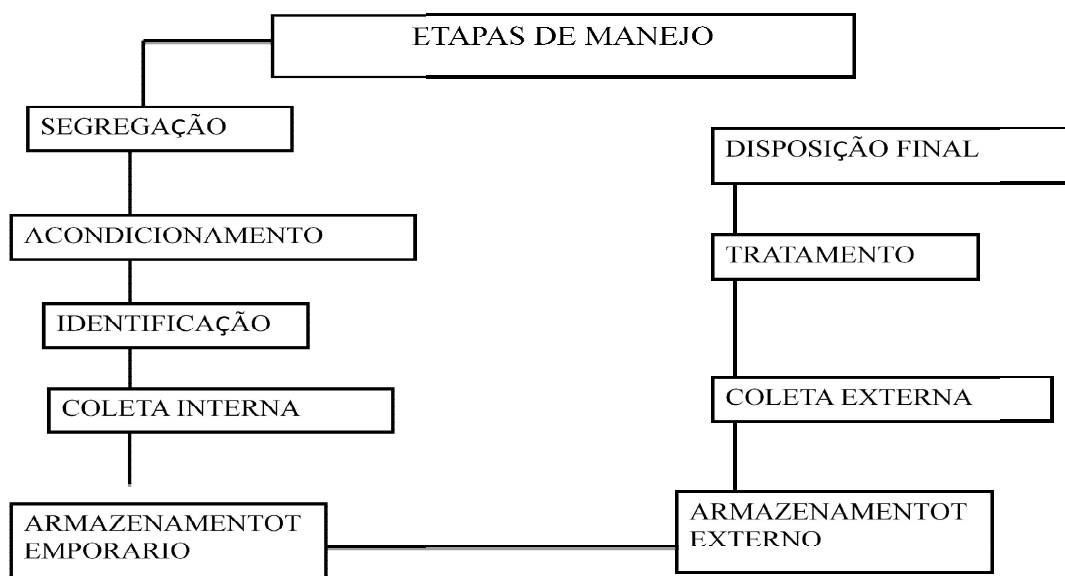 ETAPAS DE MANEJO
SEGREGAÇÃO
ACONDICIONAMENTO
IDENTIFICAÇÃO
COLETA INTERNA
ARMAZENAMENTOT
EMPORARIO
ARMAZENAMENTOT
EXTERNO
COLETA EXTERNA
TRATAMENTO
DISPOSIÇÃO FINAL